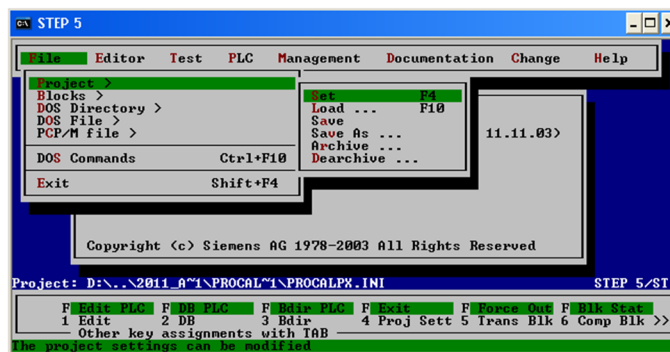 STEP 5
File Editor Test PLC Management Documentation Change Help
Project >
Blocks >
DOS Directory >
DOS File >
PCP/M file >
DOS Commands Ctrl+F10
Exit Shift+F4
Set F4
Load ... F10
Save
Save As ...
Archive ...
Dearchive ...
11.11.03)
Copyright (c) Siemens AG 1978-2003 All Rights Reserved
Project: D:\..\2011_A~1\PROCAL~1\PROCALPX.INI STEP 5/ST
F Edit PLC F DB PLC F Bdir PLC F Exit F Force Out F Blk Stat
1 Edit 2 DB 3 Bdir 4 Proj Sett 5 Trans Blk 6 Comp Blk >>
Other key assignments with TAB
The project settings can be modified